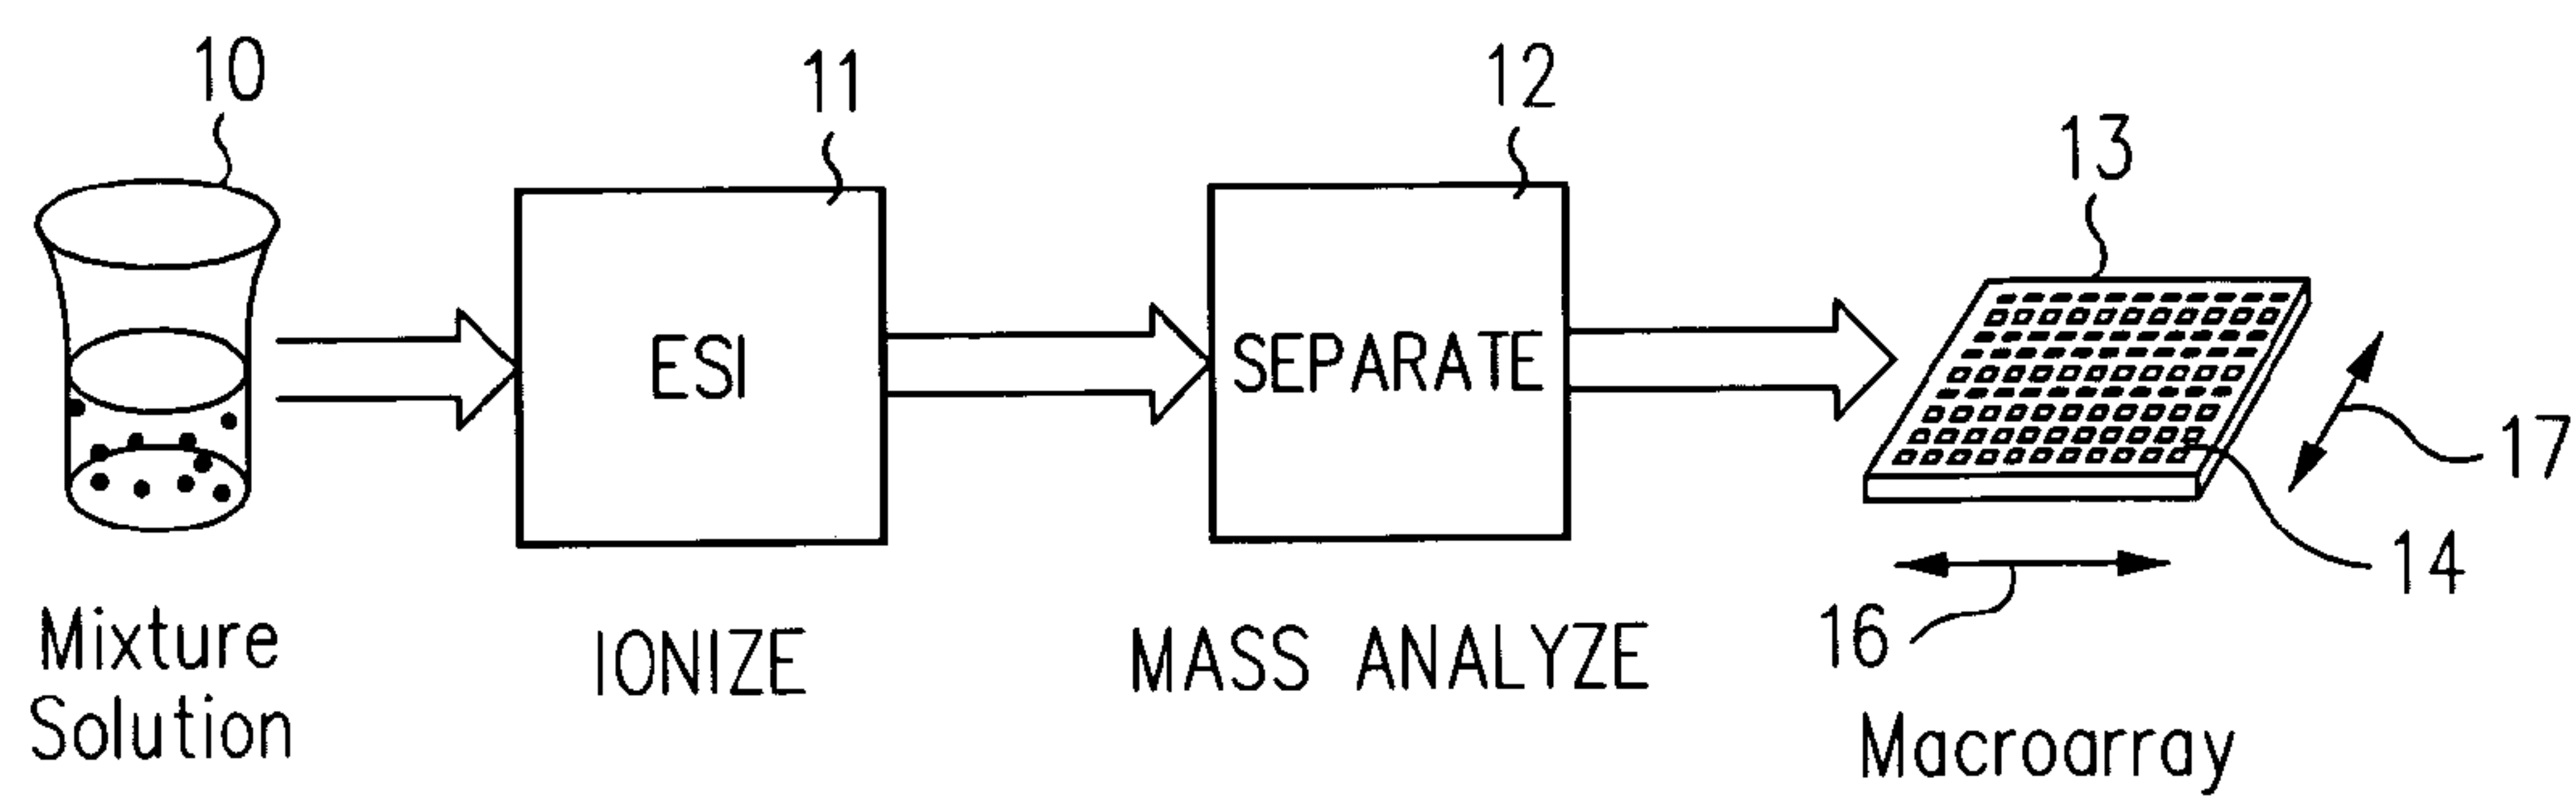 10
11
12
13
ESI
SEPARATE
17
14
16
Mixture
Solution
IONIZE
MASS ANALYZE
Macroarray